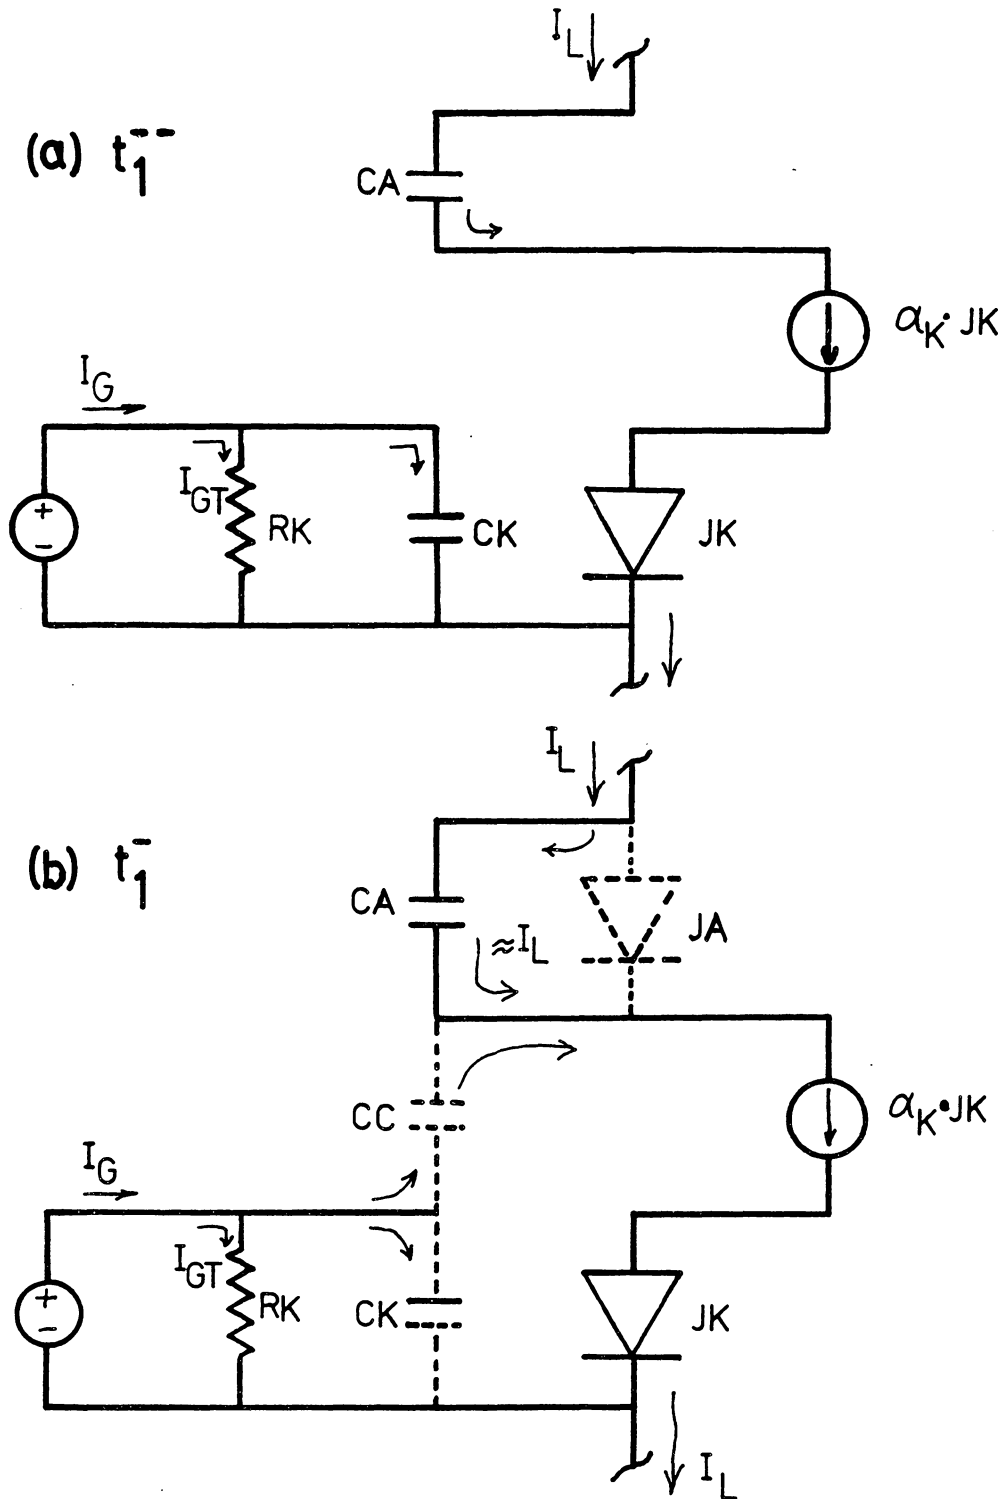 I_L
(a) t_1^--
CA
α_K · JK
I_G
+
−
I_GT
RK
CK
JK
I_L
(b) t_1^-
CA
JA
≈I_L
CC
α_K•JK
I_G
+
−
I_GT
RK
CK
JK
I_L